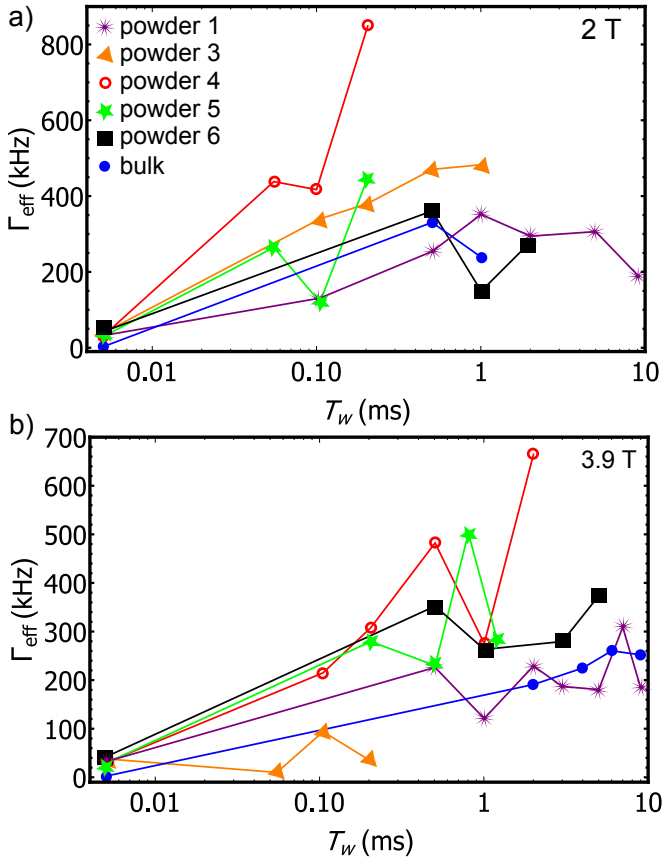 a)
2 T
powder 1
powder 3
powder 4
powder 5
powder 6
bulk
Γeff (kHz)
800
600
400
200
0
0.01 0.10 1 10
TW (ms)
b)
3.9 T
Γeff (kHz)
700
600
500
400
300
200
100
0
0.01 0.10 1 10
TW (ms)